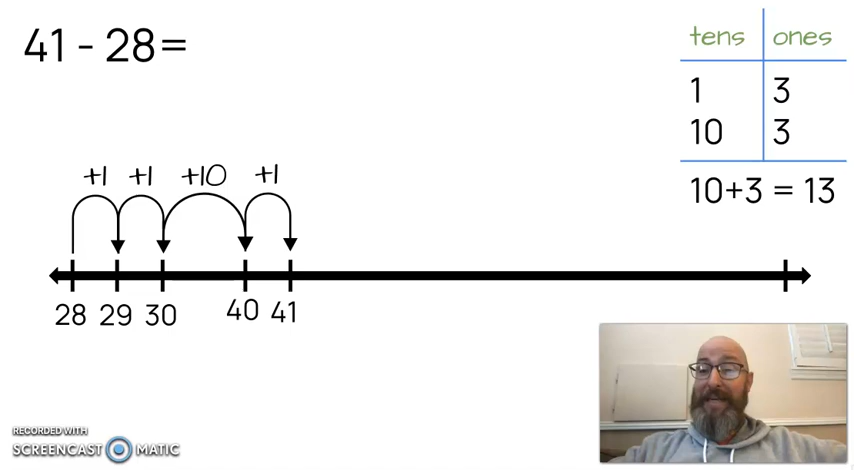 41 - 28=
tens ones
1 3
10 3
10+3 = 13
+1 +1 +10 +1
28 29 30 40 41
RECORDED WITH
SCREENCAST MATIC